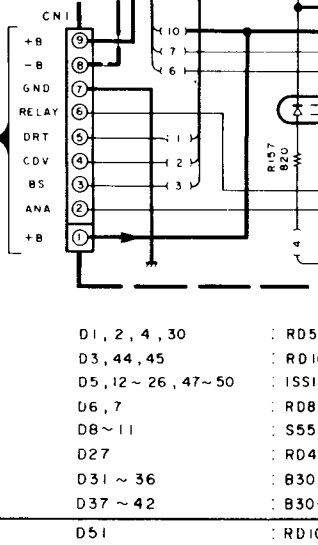 CN1
+B 9
-B 8
GND 7
RELAY 6
DRT 5
CDV 4
BS 3
ANA 2
+B 1
10
7
6
1
2
3
R157
820
4
D1, 2, 4, 30 : RD5
D3, 44, 45 : RD1
D5, 12~26, 47~50 : ISS1
D6, 7 : RD8
D8~11 : S55
D27 : RD4
D31 ~ 36 : B30
D37 ~ 42 : B30
D51 : RD10